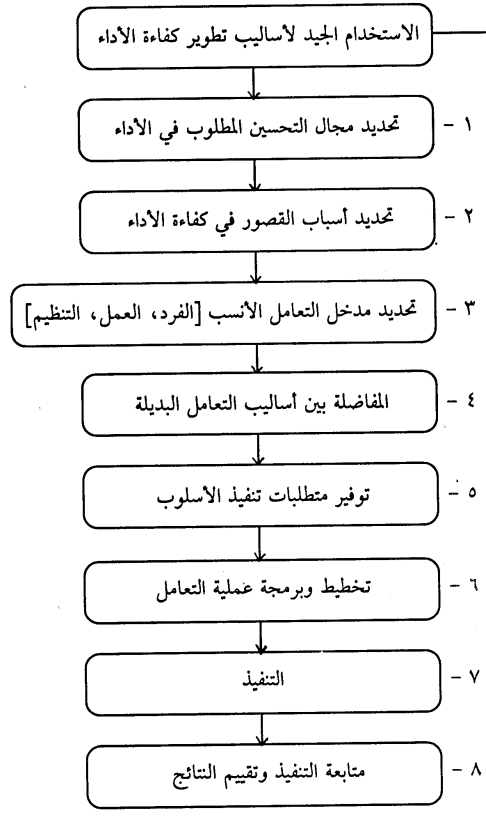 الاستخدام الجيد لأساليب تطوير كفاءة الأداء
١ - تحديد مجال التحسين المطلوب في الأداء
٢ - تحديد أسباب القصور في كفاءة الأداء
٣ - تحديد مدخل التعامل الأنسب [الفرد، العمل، التنظيم]
٤ - المفاضلة بين أساليب التعامل البديلة
٥ - توفير متطلبات تنفيذ الأسلوب
٦ - تخطيط وبرمجة عملية التعامل
٧ - التنفيذ
٨ - متابعة التنفيذ وتقييم النتائج